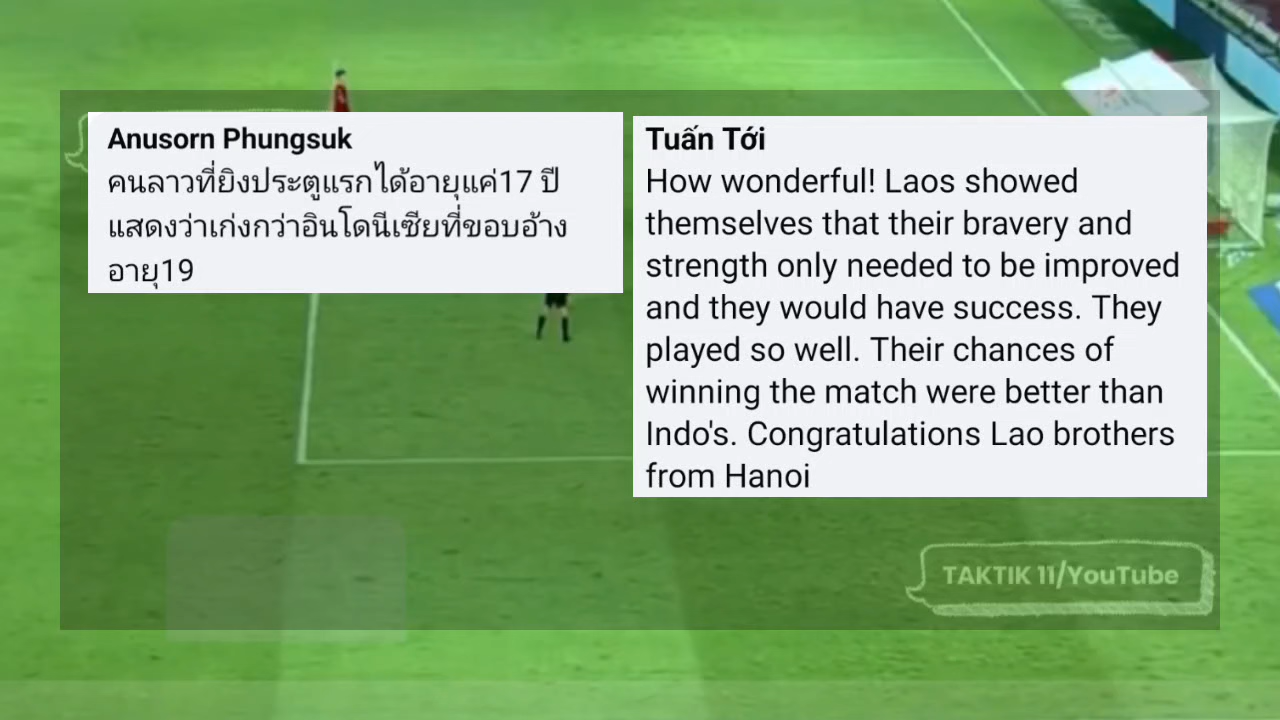 Anusorn Phungsuk
คนลาวที่ยิงประตูแรกได้อายุแค่17 ปี
แสดงว่าเก่งกว่าอินโดนีเซียที่ขอบอ้าง
อายุ19
Tuấn Tới
How wonderful! Laos showed
themselves that their bravery and
strength only needed to be improved
and they would have success. They
played so well. Their chances of
winning the match were better than
Indo's. Congratulations Lao brothers
from Hanoi
TAKTIK 11/YouTube